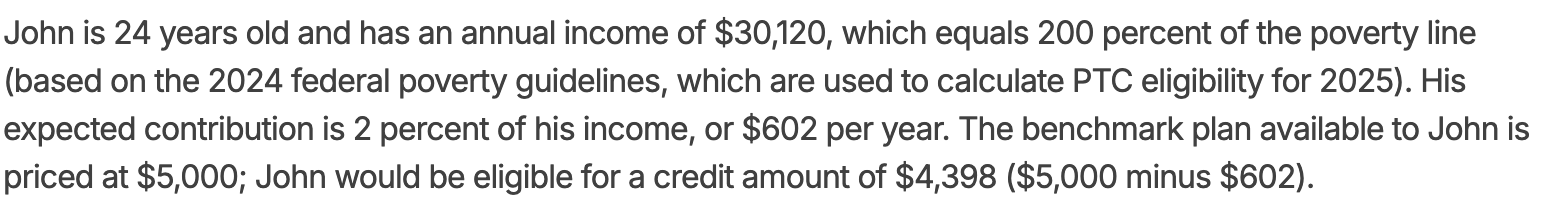 John is 24 years old and has an annual income of $30,120, which equals 200 percent of the poverty line
(based on the 2024 federal poverty guidelines, which are used to calculate PTC eligibility for 2025). His
expected contribution is 2 percent of his income, or $602 per year. The benchmark plan available to John is
priced at $5,000; John would be eligible for a credit amount of $4,398 ($5,000 minus $602).